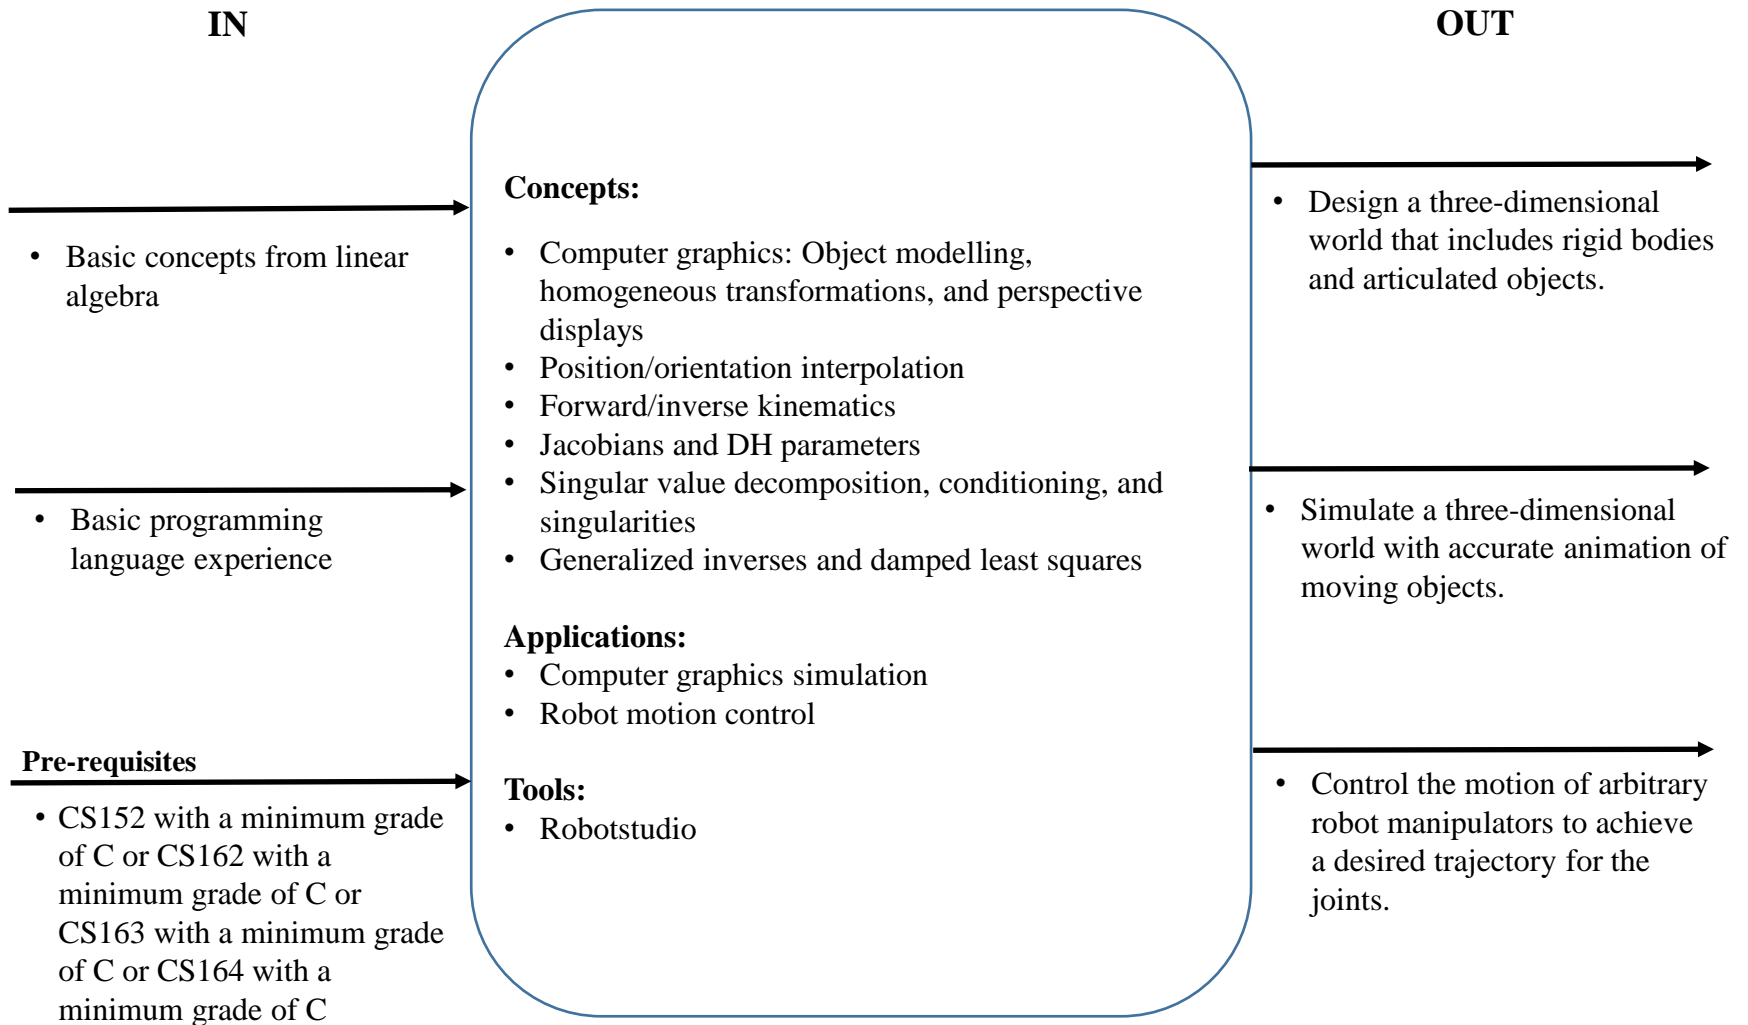 IN
OUT
• Basic concepts from linear
algebra
• Basic programming
language experience
Pre-requisites
• CS152 with a minimum grade
of C or CS162 with a
minimum grade of C or
CS163 with a minimum grade
of C or CS164 with a
minimum grade of C
Concepts:
• Computer graphics: Object modelling,
homogeneous transformations, and perspective
displays
• Position/orientation interpolation
• Forward/inverse kinematics
• Jacobians and DH parameters
• Singular value decomposition, conditioning, and
singularities
• Generalized inverses and damped least squares
Applications:
• Computer graphics simulation
• Robot motion control
Tools:
• Robotstudio
• Design a three-dimensional
world that includes rigid bodies
and articulated objects.
• Simulate a three-dimensional
world with accurate animation of
moving objects.
• Control the motion of arbitrary
robot manipulators to achieve
a desired trajectory for the
joints.